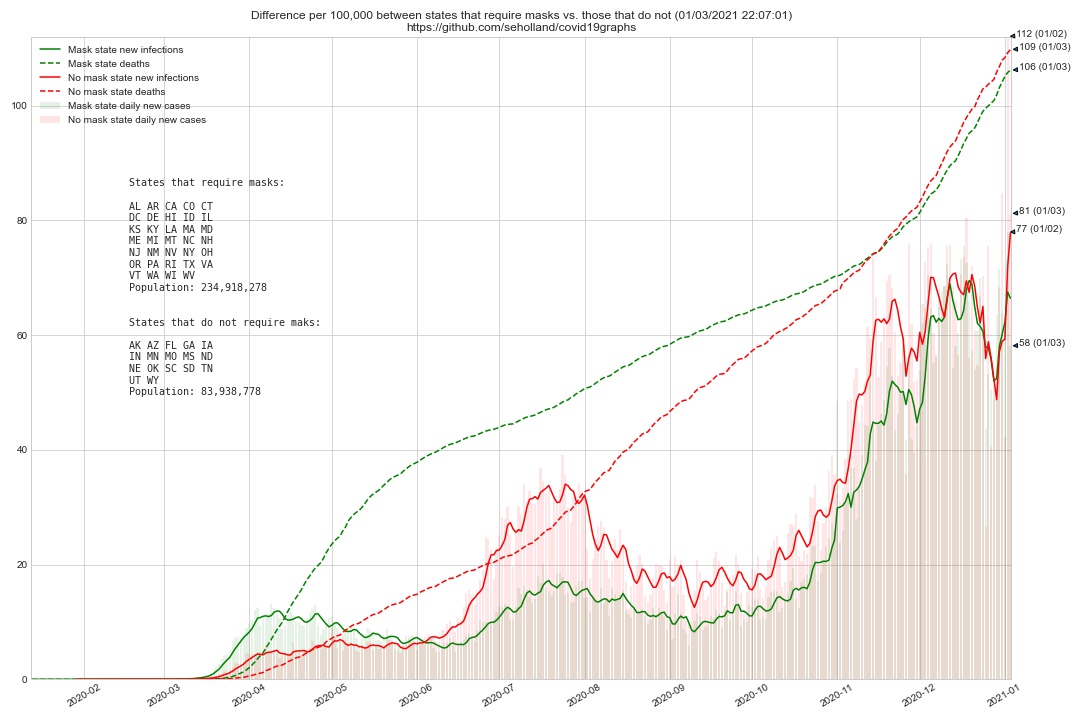 Difference per 100,000 between states that require masks vs. those that do not (01/03/2021 22:07:01)
https://github.com/seholland/covid19graphs
Mask state new infections
Mask state deaths
No mask state new infections
No mask state deaths
Mask state daily new cases
No mask state daily new cases
States that require masks:
AL AR CA CO CT
DC DE HI ID IL
KS KY LA MA MD
ME MI MT NC NH
NJ NM NV NY OH
OR PA RI TX VA
VT WA WI WV
Population: 234,918,278
States that do not require maks:
AK AZ FL GA IA
IN MN MO MS ND
NE OK SC SD TN
UT WY
Population: 83,938,778
112 (01/02)
109 (01/03)
106 (01/03)
81 (01/03)
77 (01/02)
58 (01/03)
100
80
60
40
20
0
2020-02
2020-03
2020-04
2020-05
2020-06
2020-07
2020-08
2020-09
2020-10
2020-11
2020-12
2021-01